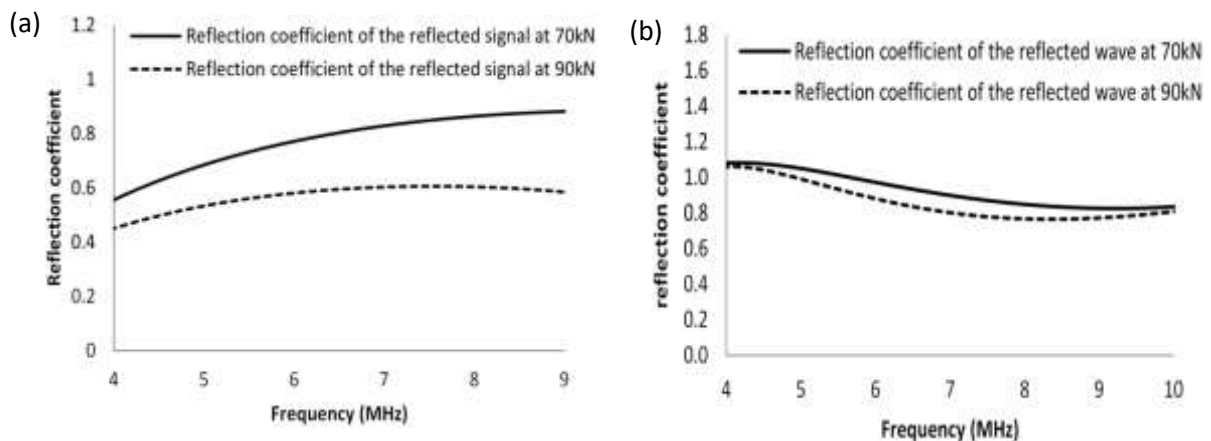 (a)
1.2
1
0.8
0.6
0.4
0.2
0
Reflection coefficient
Reflection coefficient of the reflected signal at 70kN
Reflection coefficient of the reflected signal at 90kN
4 5 6 7 8 9
Frequency (MHz)
(b)
1.8
1.6
1.4
1.2
1.0
0.8
0.6
0.4
0.2
0.0
reflection coefficient
Reflection coefficient of the reflected wave at 70kN
Reflection coefficient of the reflected wave at 90kN
4 5 6 7 8 9 10
Frequency (MHz)